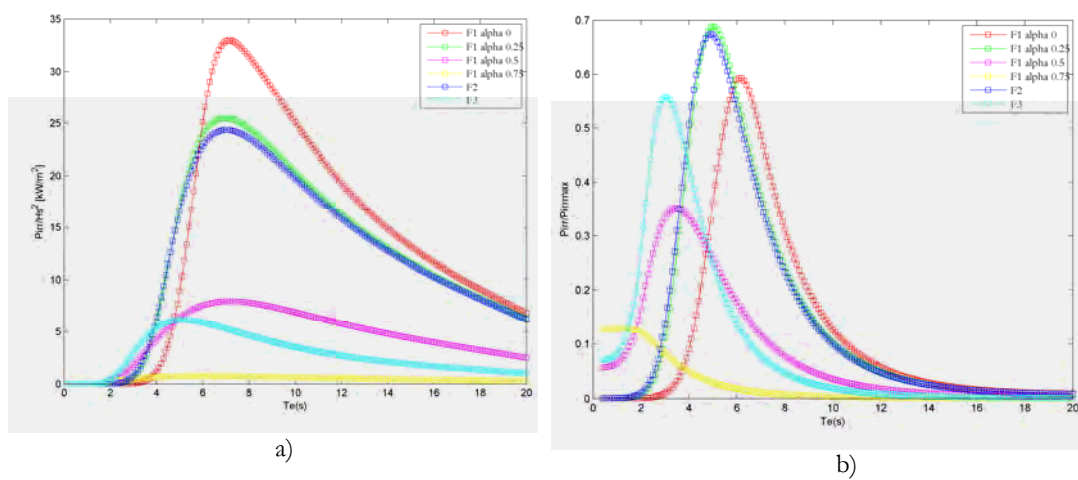 35
30
25
20
15
10
5
0
Pirr/Hs² [kW/m²]
0 2 4 6 8 10 12 14 16 18 20
Te(s)
F1 alpha 0
F1 alpha 0.25
F1 alpha 0.5
F1 alpha 0.75
F2
F3
a)
0.7
0.6
0.5
0.4
0.3
0.2
0.1
0
Pirr/Pirrmax
0 2 4 6 8 10 12 14 16 18 20
Te(s)
F1 alpha 0
F1 alpha 0.25
F1 alpha 0.5
F1 alpha 0.75
F2
F3
b)